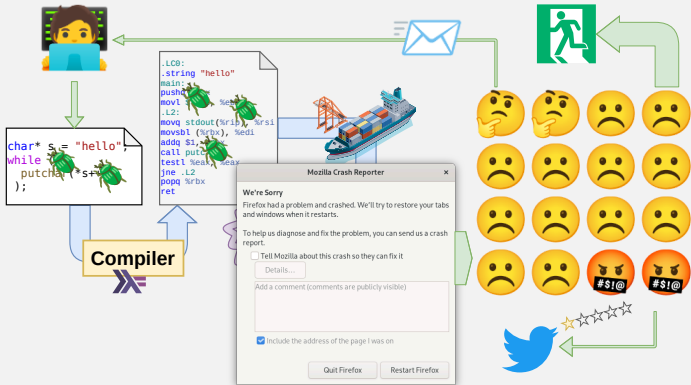 .LC0:
.string "hello"
main:
movl
.L2:
movq stdout(%rip), %rsi
movsbl (%rbx), %edi
addq $1,
call
testl %eax, %eax
jne .L2
popq %rbx
ret
char* s = "hello";
while
putchar(*s++)
);
Compiler
Mozilla Crash Reporter
×
We're Sorry
Firefox had a problem and crashed. We'll try to restore your tabs
and windows when it restarts.
To help us diagnose and fix the problem, you can send us a crash
report.
Tell Mozilla about this crash so they can fix it
Details...
Add a comment (comments are publicly visible)
Include the address of the page I was on
Quit Firefox
Restart Firefox
#$!@
#$!@